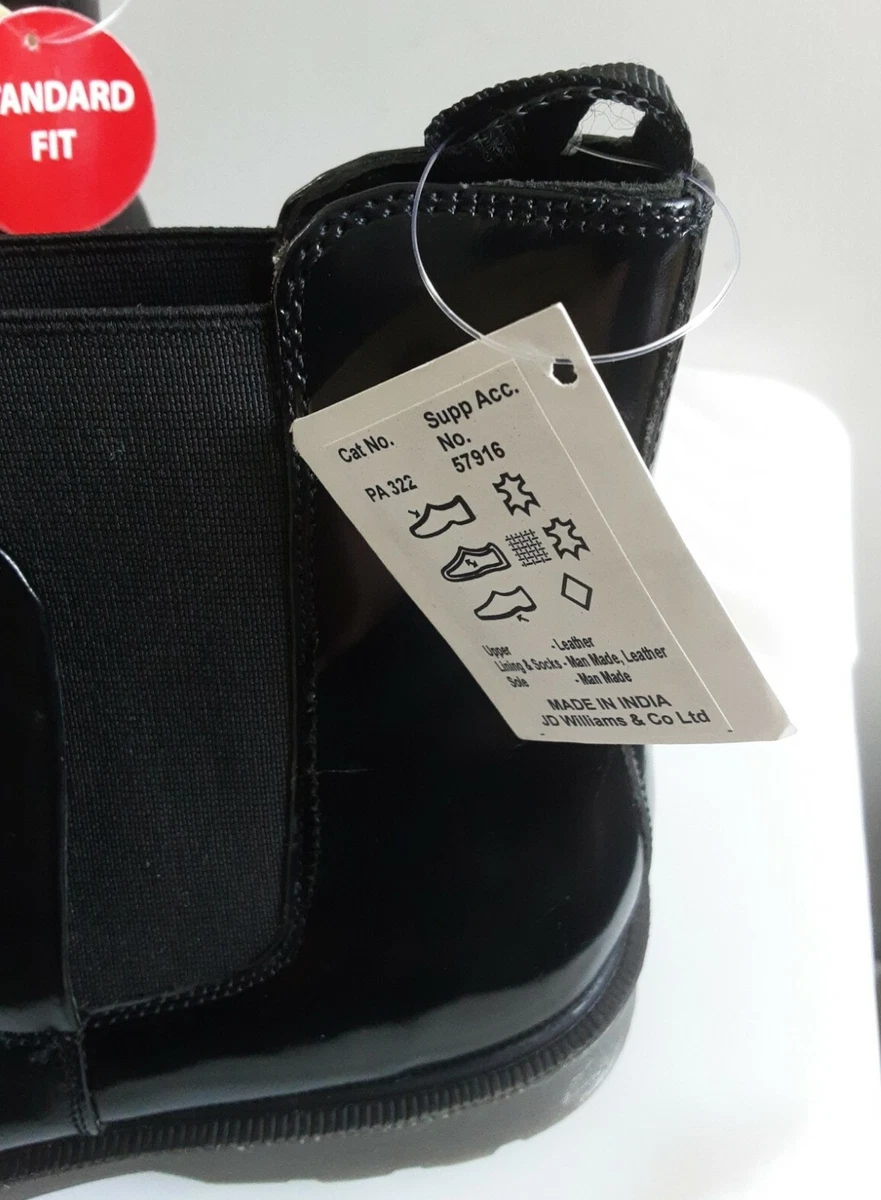 FIT
Cat No.
Supp Acc.
No.
PA 322
57916
Upper - Leather
Lining & Socks - Man Made, Leather
Sole - Man Made
MADE IN INDIA
JD Williams & Co Ltd